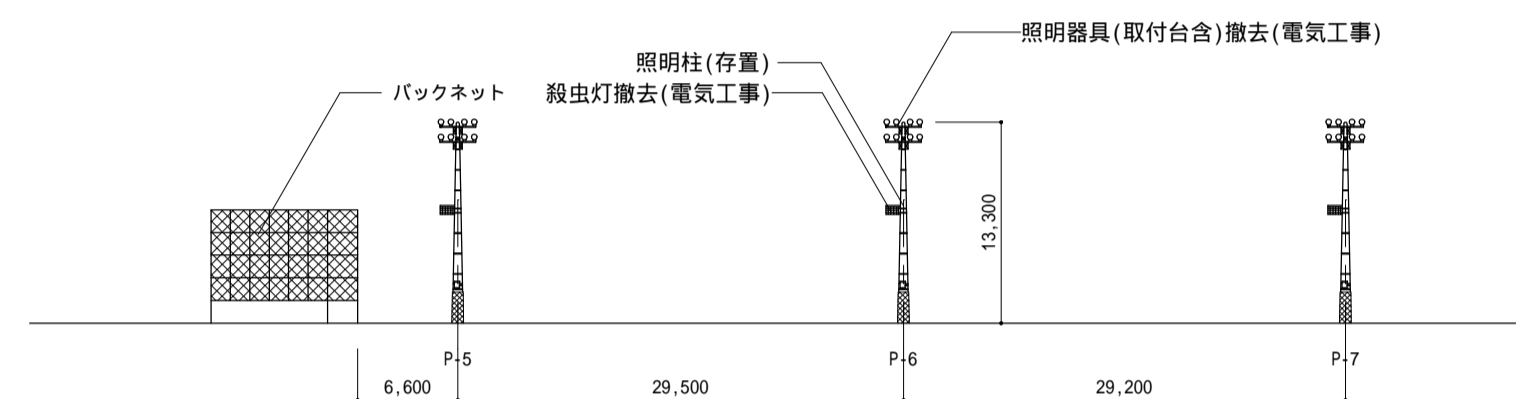 照明器具(取付台含)撤去(電気工事)
照明柱(存置)
バックネット
殺虫灯撤去(電気工事)
13,300
P-5
P-6
P-7
6,600
29,500
29,200